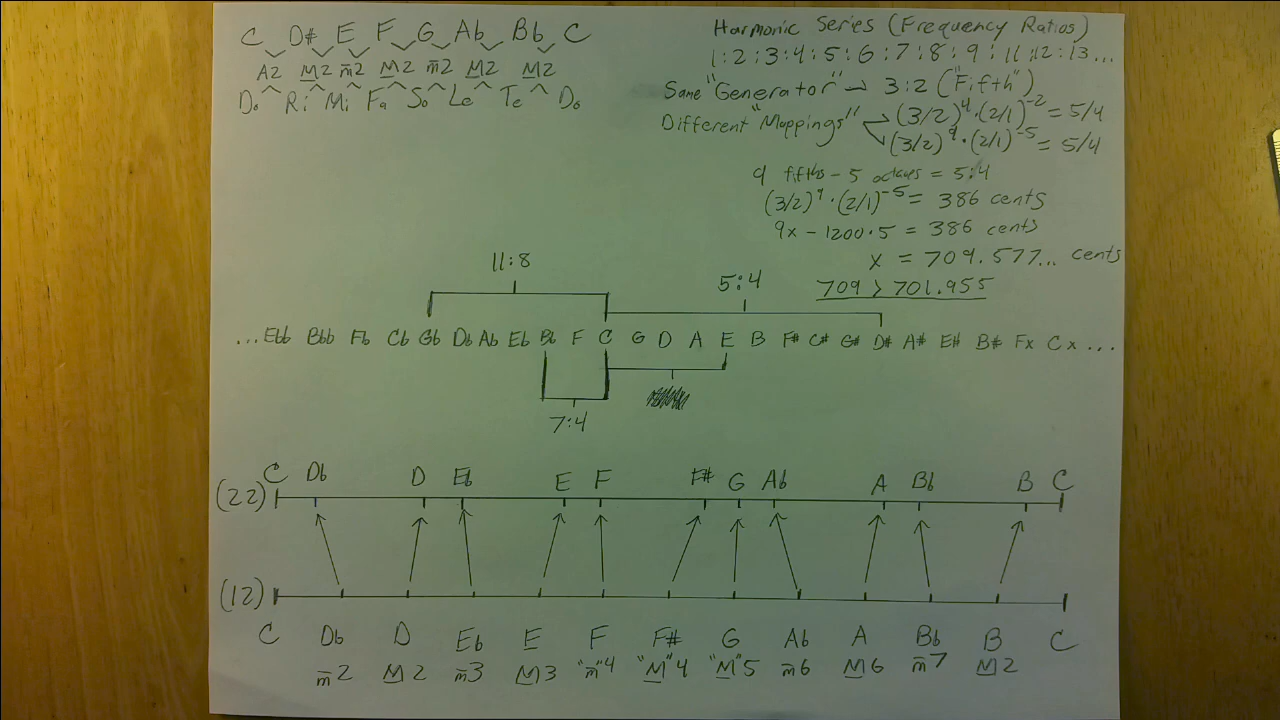 C D# E F G Ab Bb C
A2 M2 m2 M2 m2 M2 M2
Do Ri Mi Fa So Le Te Do
Harmonic Series (Frequency Ratios)
1:2:3:4:5:6:7:8:9:11:12:13...
Same "Generator" → 3:2 ("Fifth")
Different "Mappings" (3/2)^4·(2/1)^-2 = 5/4
(3/2)^9·(2/1)^-5 = 5/4
9 fifths - 5 octaves = 5:4
(3/2)^9·(2/1)^-5 = 386 cents
9x - 1200·5 = 386 cents
x = 709.577... cents
709 > 701.955
11:8
5:4
...Ebb Bbb Fb Cb Gb Db Ab Eb Bb F C G D A E B F# C# G# D# A# E# B# Fx Cx...
7:4
C Db D Eb E F F# G Ab A Bb B C
(22)
(12)
C Db D Eb E F F# G Ab A Bb B C
m2 M2 m3 M3 "m"4 "M"4 "M"5 m6 M6 m7 M2